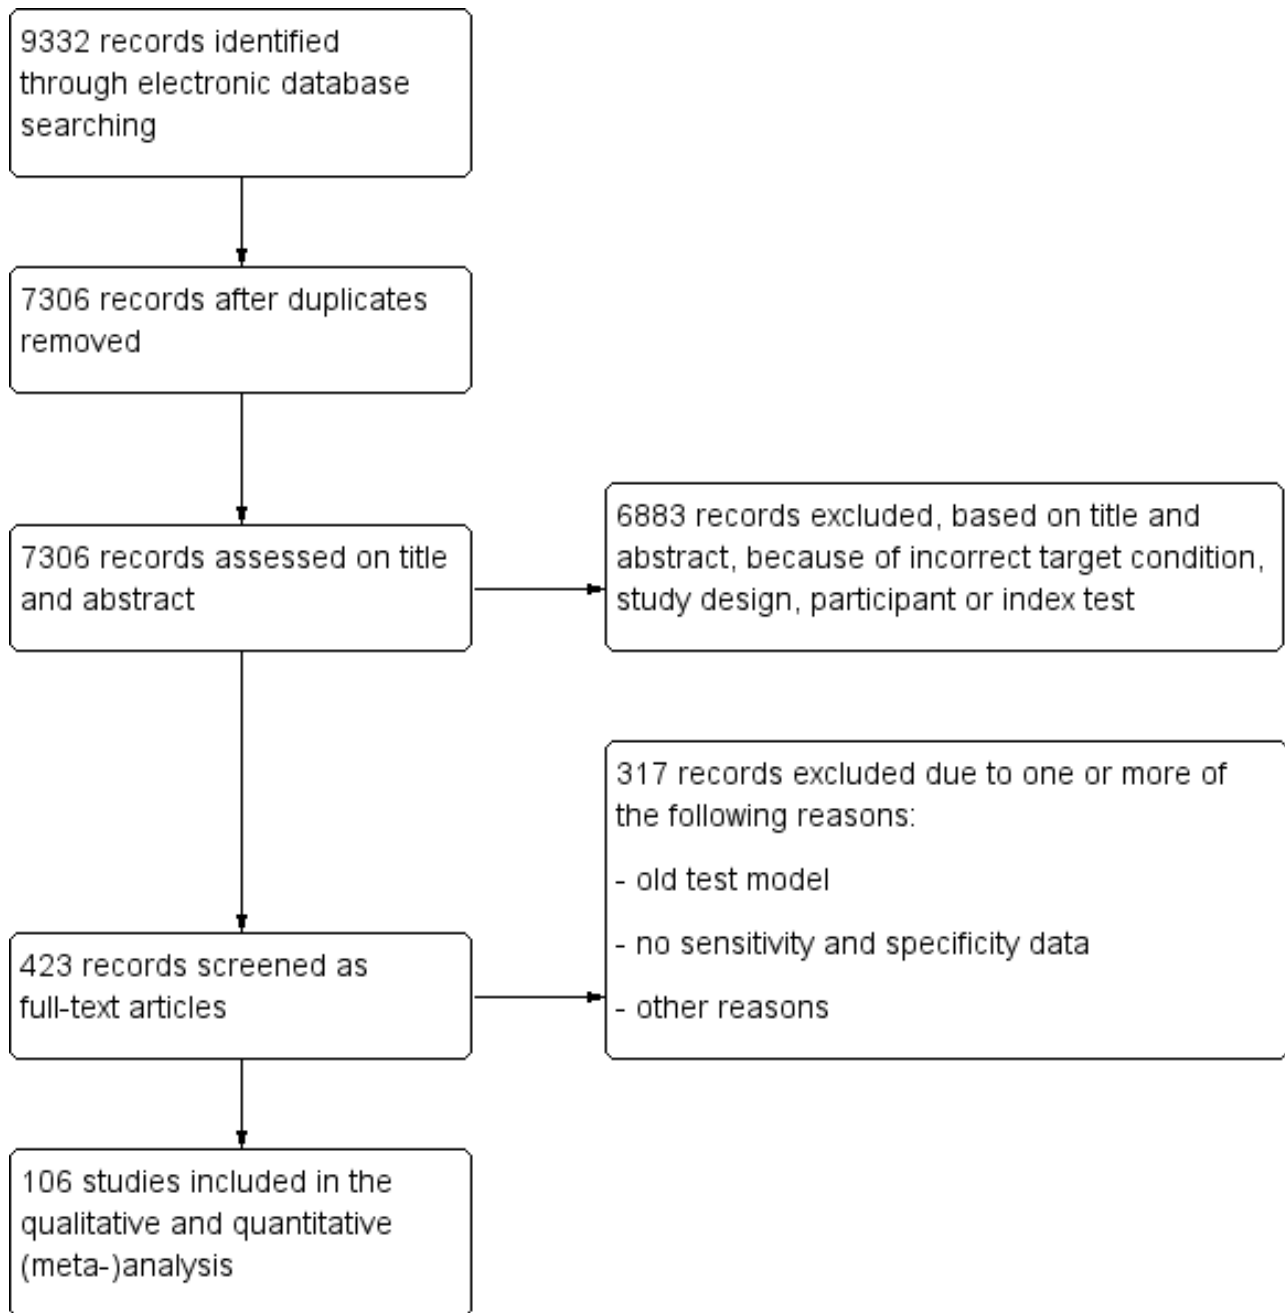 9332 records identified
through electronic database
searching
7306 records after duplicates
removed
7306 records assessed on title
and abstract
6883 records excluded, based on title and
abstract, because of incorrect target condition,
study design, participant or index test
317 records excluded due to one or more of
the following reasons:
- old test model
- no sensitivity and specificity data
- other reasons
423 records screened as
full-text articles
106 studies included in the
qualitative and quantitative
(meta-)analysis